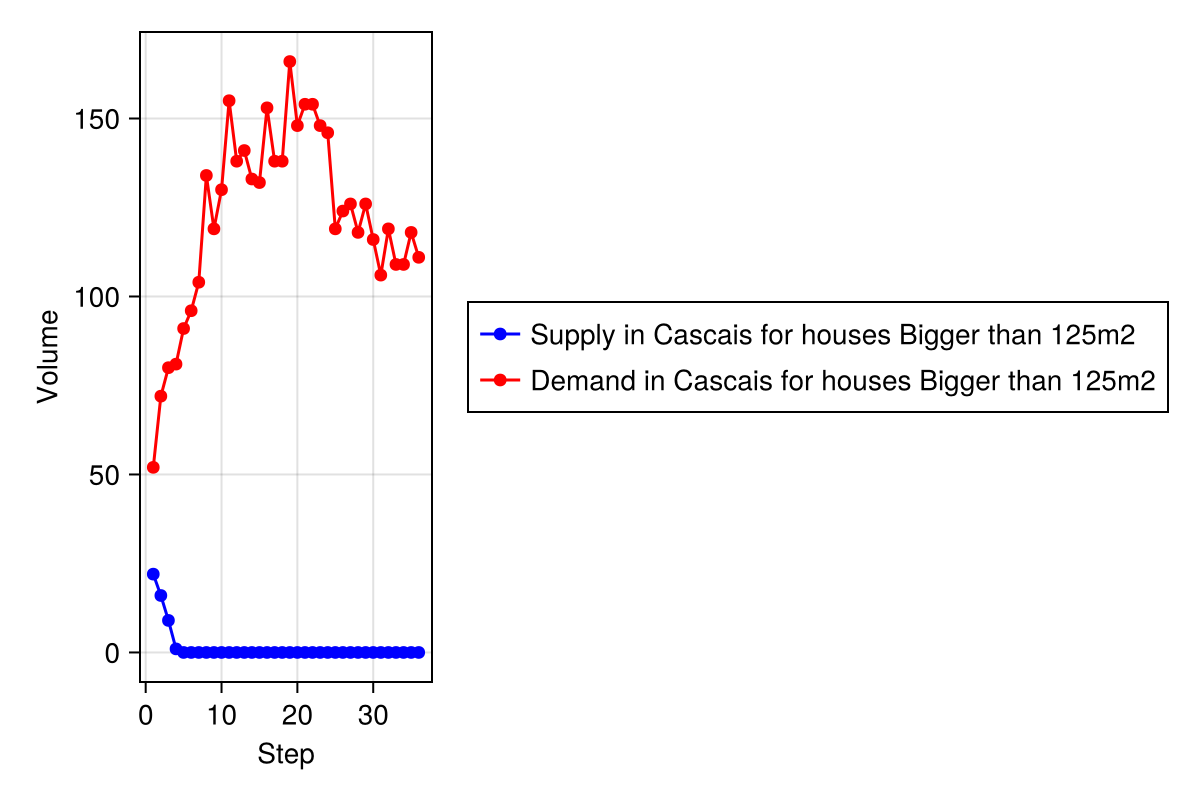 150
100
50
0
Volume
0 10 20 30
Step
Supply in Cascais for houses Bigger than 125m2
Demand in Cascais for houses Bigger than 125m2